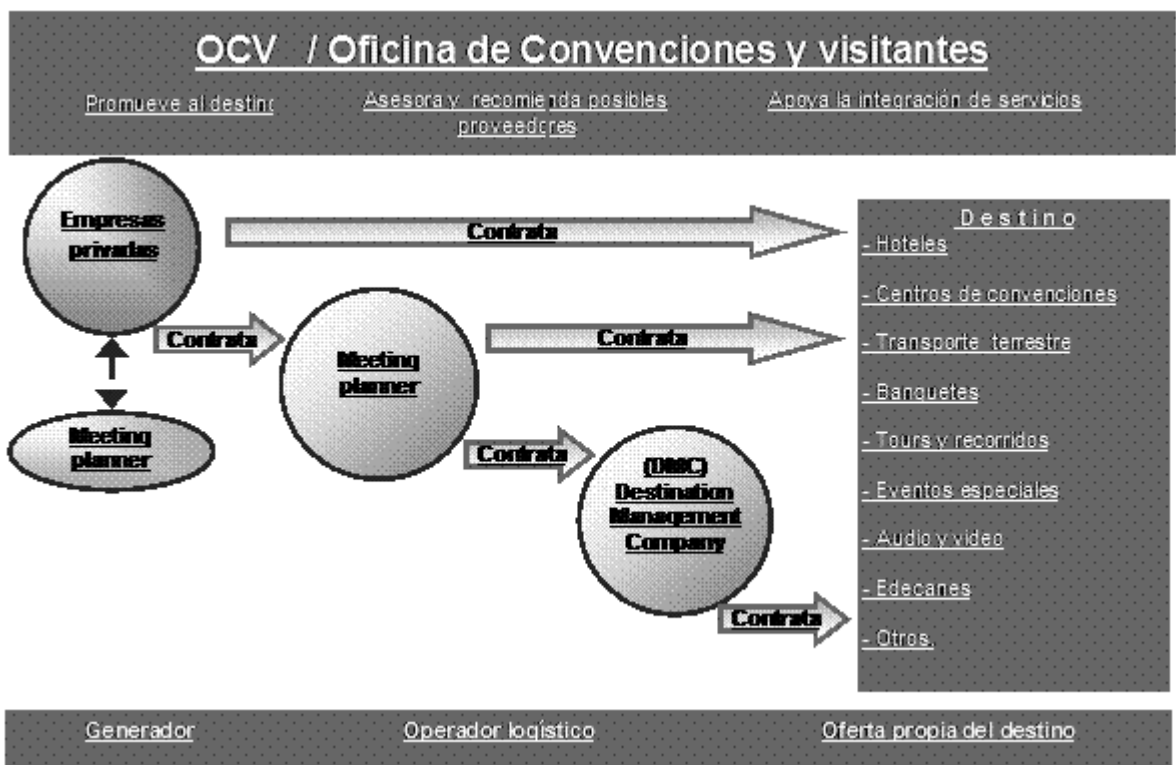 OCV / Oficina de Convenciones y visitantes
Promueve al destino
Asesora y recomienda posibles
proveedores
Apoya la integración de servicios
Empresas
privadas
Contrata
Contrata
Meeting
planner
Contrata
Meeting
planner
Contrata
(DMC)
Destination
Management
Company
Contrata
Destino
- Hoteles
- Centros de convenciones
- Transporte terrestre
- Banquetes
- Tours y recorridos
- Eventos especiales
- Audio y video
- Edecanes
- Otros.
Generador
Operador logístico
Oferta propia del destino